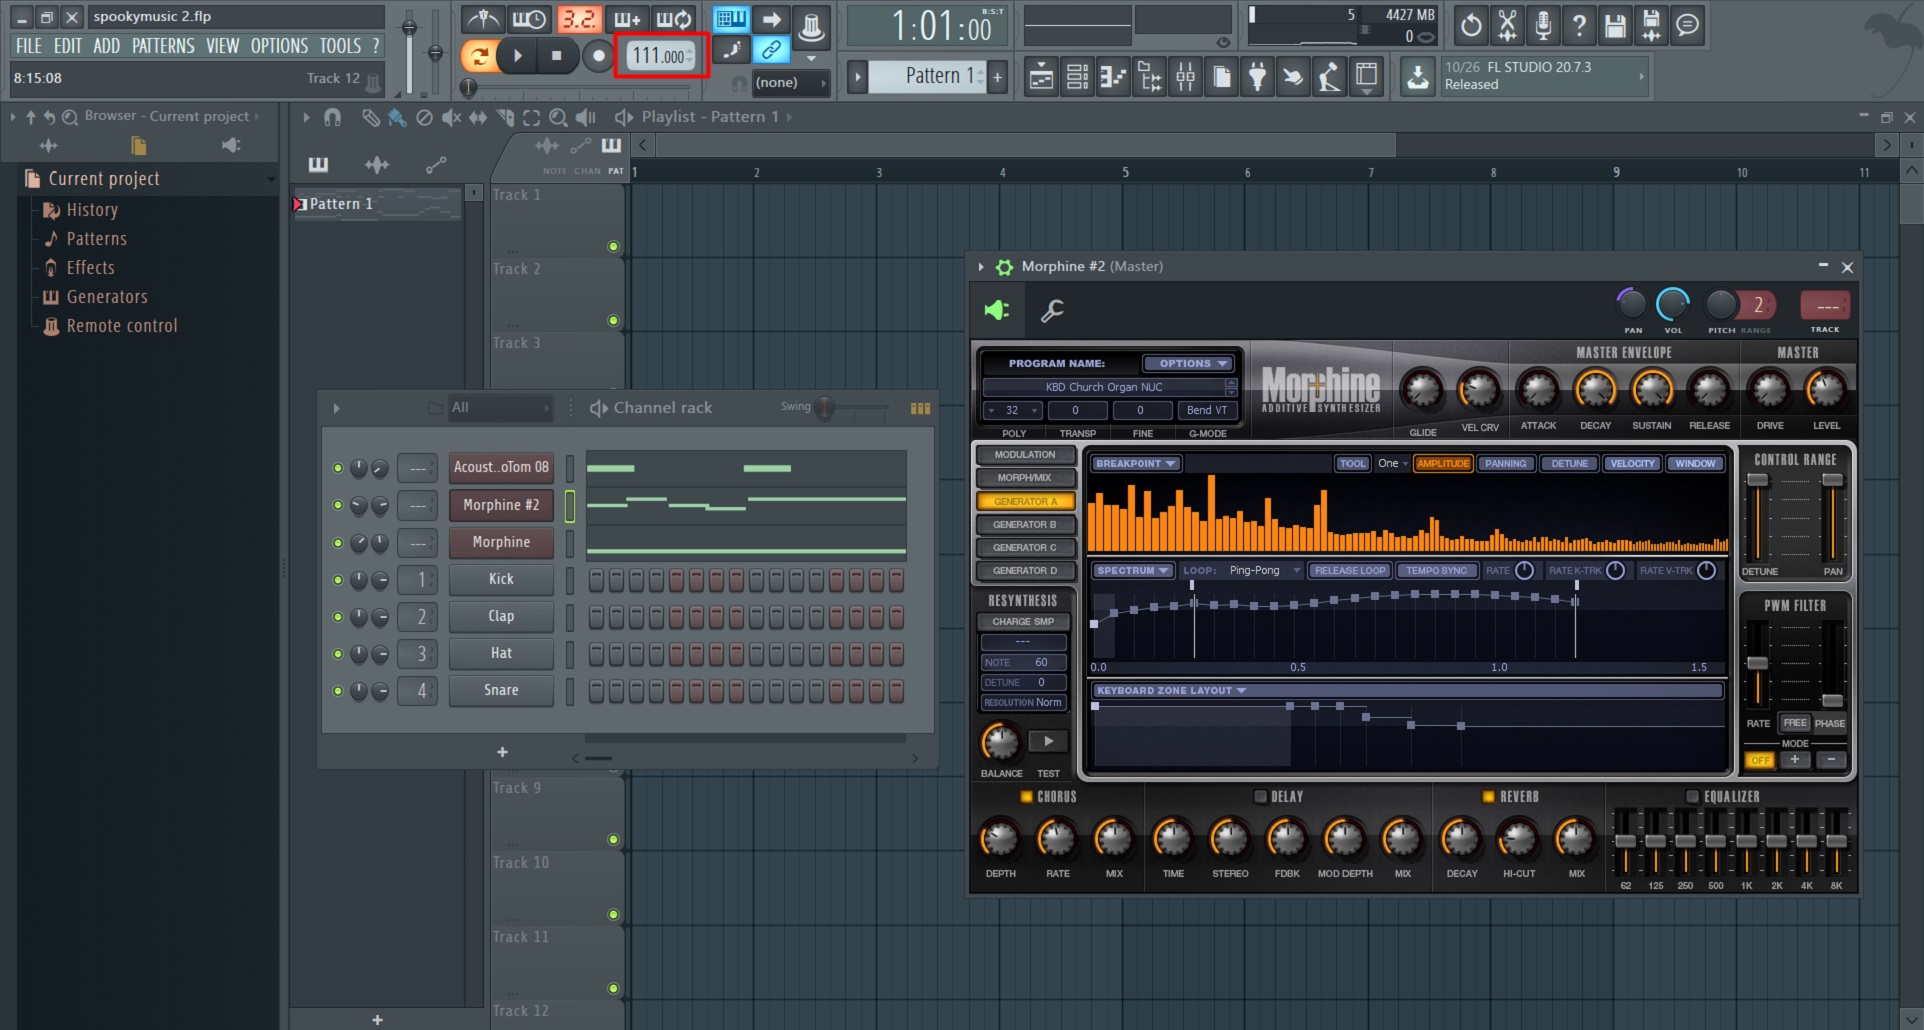 spookymusic 2.flp
FILE EDIT ADD PATTERNS VIEW OPTIONS TOOLS ?
8:15:08 Track 12
3.2.
111.000
(none)
1:01:00
B:S:T
Pattern 1
+
5 4427 MB
0
10/26 FL STUDIO 20.7.3
Released
Browser - Current project
Current project
History
Patterns
Effects
Generators
Remote control
Playlist - Pattern 1
NOTE CHAN PAT
1 2 3 4 5 6 7 8 9 10 11
Pattern 1
Track 1
Track 2
Track 3
Track 9
Track 10
Track 11
Track 12
All
Channel rack
Swing
--- Acoust..oTom 08
--- Morphine #2
--- Morphine
1 Kick
2 Clap
3 Hat
4 Snare
+
Morphine #2 (Master)
2
---
PAN VOL PITCH RANGE TRACK
PROGRAM NAME: OPTIONS
KBD Church Organ NUC
32 0 0 Bend VT
POLY TRANSP FINE G-MODE
Morphine
ADDITIVE SYNTHESIZER
GLIDE VEL CRV
MASTER ENVELOPE
ATTACK DECAY SUSTAIN RELEASE
MASTER
DRIVE LEVEL
MODULATION
MORPH/MIX
GENERATOR A
GENERATOR B
GENERATOR C
GENERATOR D
BREAKPOINT TOOL One AMPLITUDE PANNING DETUNE VELOCITY WINDOW
SPECTRUM LOOP: Ping-Pong RELEASE LOOP TEMPO SYNC RATE RATE K-TRK RATE V-TRK
0.0 0.5 1.0 1.5
KEYBOARD ZONE LAYOUT
CONTROL RANGE
DETUNE PAN
PWM FILTER
RATE FREE PHASE
MODE
OFF + -
RESYNTHESIS
CHARGE SMP
---
NOTE 60
DETUNE 0
RESOLUTION Norm
BALANCE TEST
CHORUS
DEPTH RATE MIX
DELAY
TIME STEREO FDBK MOD DEPTH MIX
REVERB
DECAY HI-CUT MIX
EQUALIZER
62 125 250 500 1K 2K 4K 8K
+